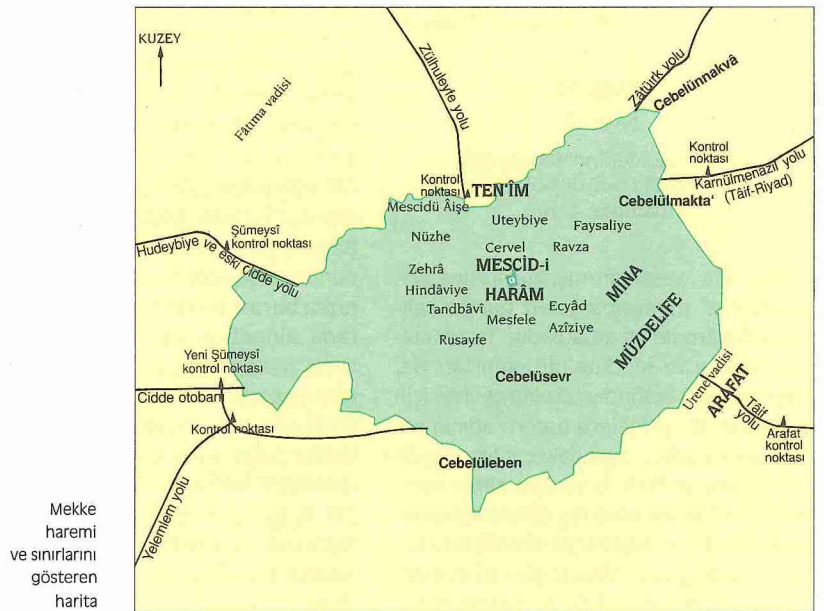 KUZEY
Fâtıma vadisi
Zülhuleyfe yolu
Zâtüırk yolu
Cebelünnakvâ
Kontrol
noktası
Karnülmenâzil yolu
(Tâif-Riyad)
Kontrol
noktası
TEN'ÎM
Cebelülmakta'
Mescidü Âişe
Uteybiye
Faysaliye
Şümeysî
kontrol noktası
Nüzhe
Cervel
Ravza
Hudeybiye ve eski Cidde yolu
MESCİD-i
HARÂM
Zehrâ
Hindâviye
Tandbâvî
Mesfele
Ecyâd
Azîziye
Rusayfe
MİNA
MÜZDELİFE
Yeni Şümeysî
kontrol noktası
Cebelüsevr
Urene vadisi
ARAFAT
Cidde otobanı
Tâif
yolu
Kontrol noktası
Arafat
kontrol
noktası
Cebelüleben
Yelemlem yolu
Mekke
haremi
ve sınırlarını
gösteren
harita